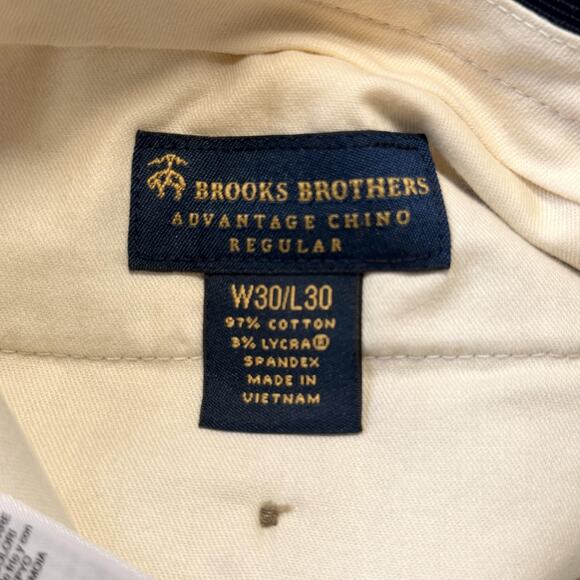 BROOKS BROTHERS
ADVANTAGE CHINO
REGULAR
W30/L30
97% COTTON
3% LYCRA®
SPANDEX
MADE IN
VIETNAM